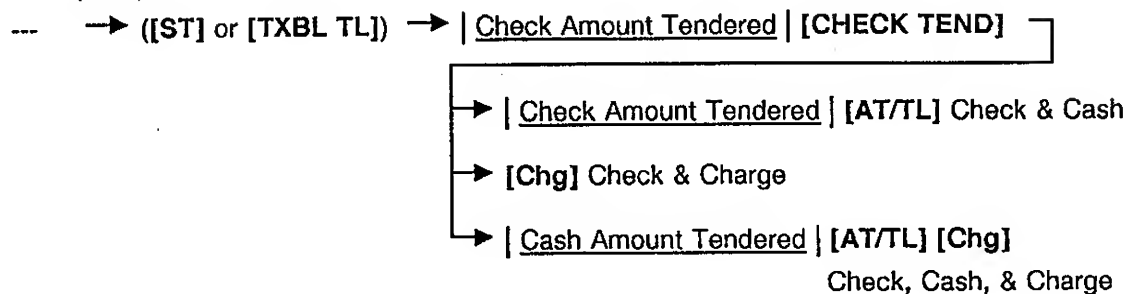 --- → ([ST] or [TXBL TL]) → | Check Amount Tendered | [CHECK TEND]
→ | Check Amount Tendered | [AT/TL] Check & Cash
→ [Chg] Check & Charge
→ | Cash Amount Tendered | [AT/TL] [Chg]
Check, Cash, & Charge